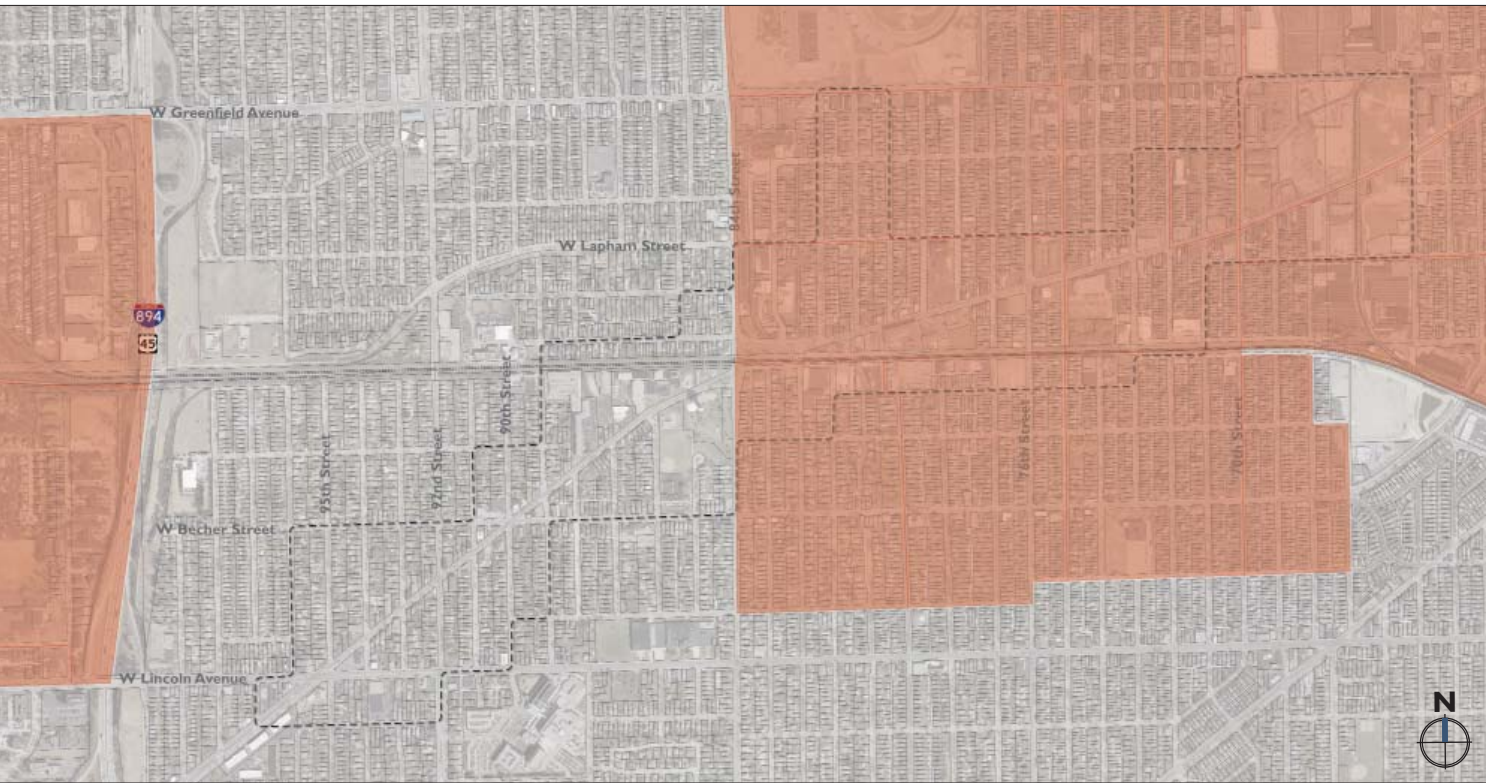 W Greenfield Avenue
W Lapham Street
894
45
90th Street
76th Street
70th Street
95th Street
92nd Street
W Becher Street
W Lincoln Avenue
N